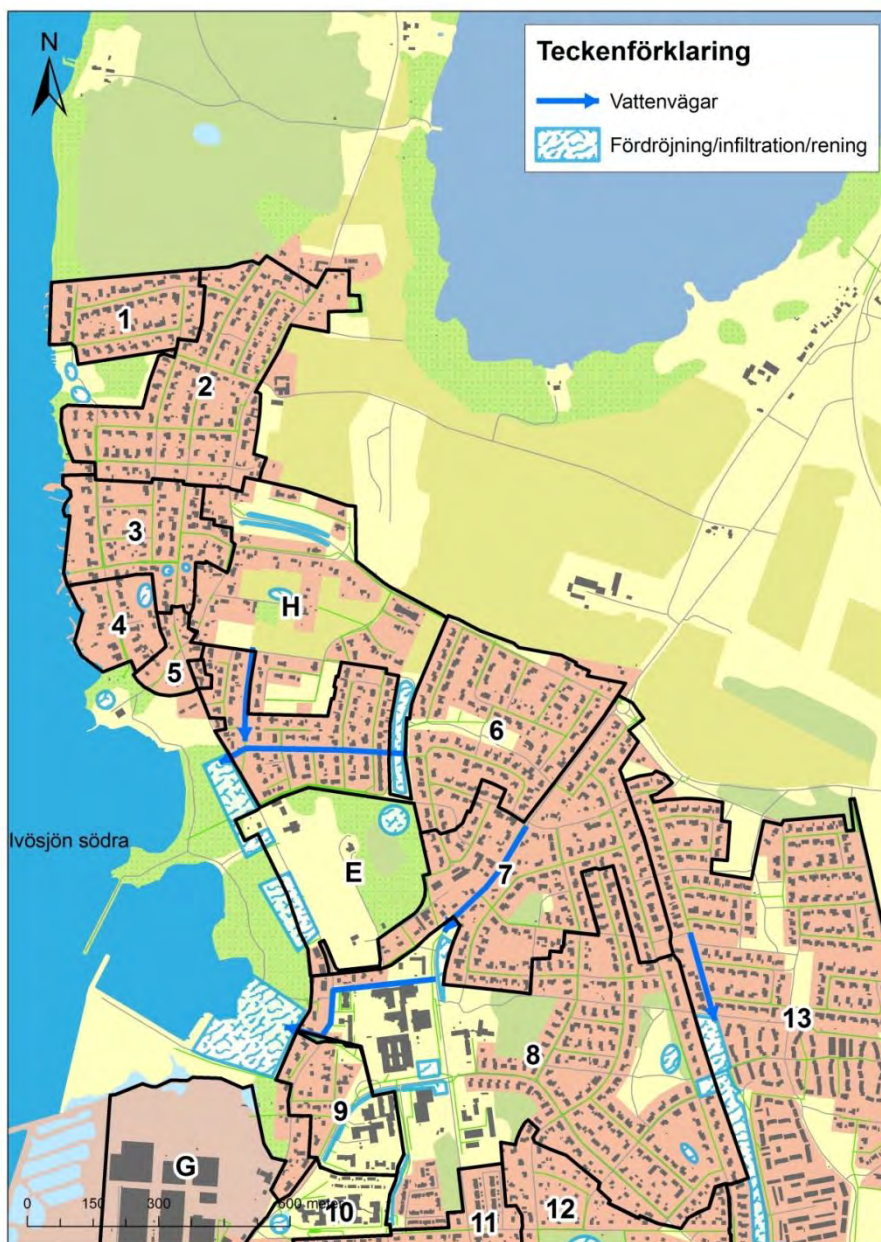 N
Teckenförklaring
Vattenvägar
Fördröjning/infiltration/rening
1
2
3
H
4
5
6
Ivösjön södra
E
7
13
8
9
G
0 150 300 600 meter
10
11
12